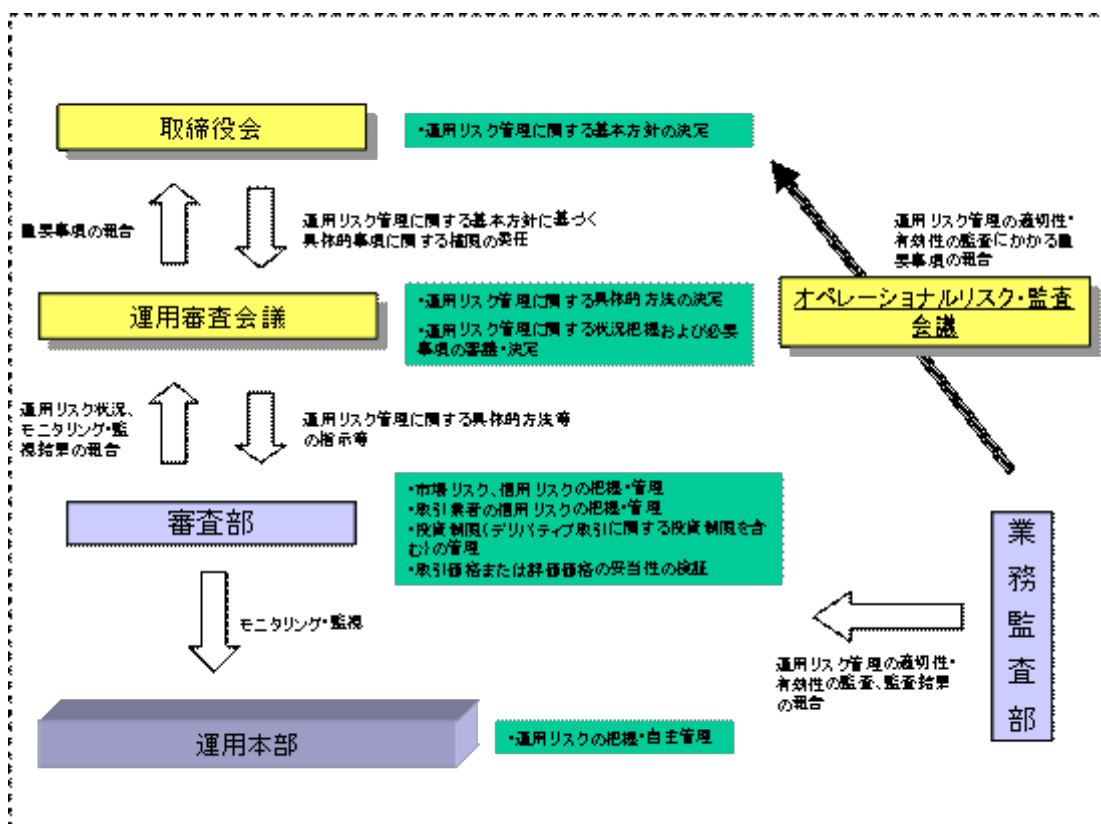 取締役会
・運用リスク管理に関する基本方針の決定
重要事項の報告
運用リスク管理に関する基本方針に基づく
具体的事項に関する権限の委任
運用リスク管理の適切性・
有効性の監査にかかる重
要事項の報告
運用審査会議
・運用リスク管理に関する具体的方法の決定
・運用リスク管理に関する状況把握および必要
事項の審議・決定
オペレーショナルリスク・監査
会議
運用リスク状況、
モニタリング・監
視結果の報告
運用リスク管理に関する具体的方法等
の指示等
審査部
・市場リスク、信用リスクの把握・管理
・取引業者の信用リスクの把握・管理
・投資制限(デリバティブ取引に関する投資制限を含
む)の管理
・取引価格または評価価格の妥当性の検証
業務監査部
モニタリング・監視
運用リスク管理の適切性・
有効性の監査、監査結果
の報告
運用本部
・運用リスクの把握・自主管理